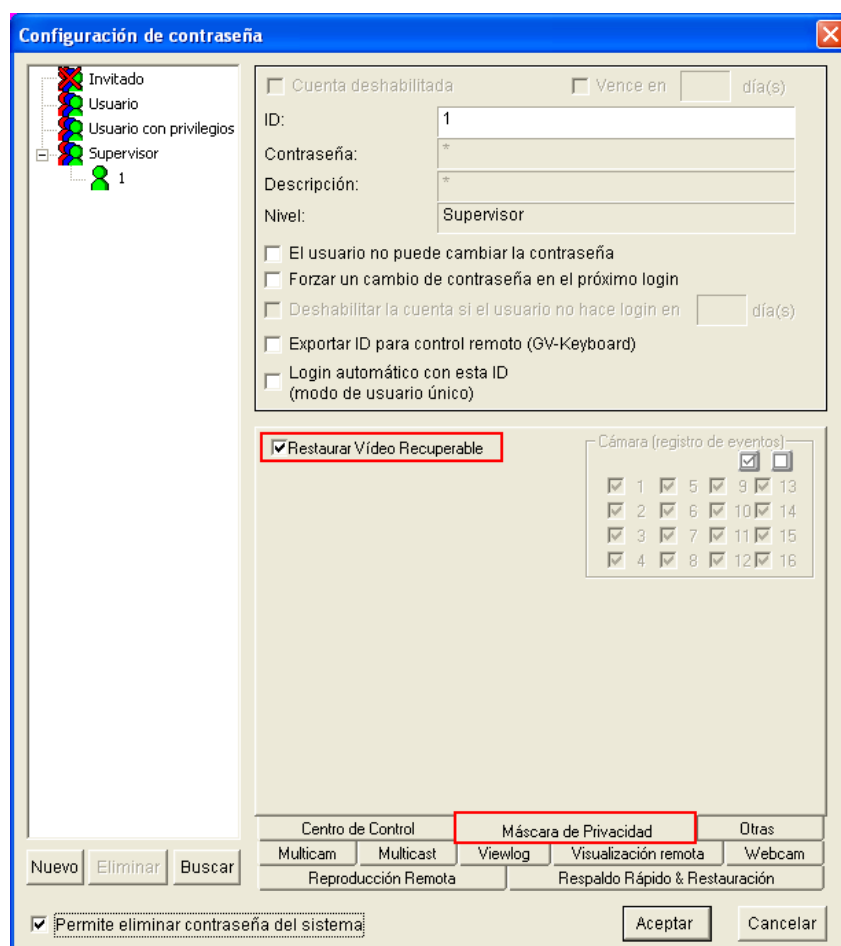 Configuración de contraseña
Invitado
Usuario
Usuario con privilegios
Supervisor
1
Cuenta deshabilitada
Vence en
día(s)
ID:
1
Contraseña:
*
Descripción:
*
Nivel:
Supervisor
El usuario no puede cambiar la contraseña
Forzar un cambio de contraseña en el próximo login
Deshabilitar la cuenta si el usuario no hace login en
día(s)
Exportar ID para control remoto (GV-Keyboard)
Login automático con esta ID
(modo de usuario único)
Restaurar Vídeo Recuperable
Cámara (registro de eventos)
1 5 9 13
2 6 10 14
3 7 11 15
4 8 12 16
Centro de Control
Máscara de Privacidad
Otras
Multicam
Multicast
Viewlog
Visualización remota
Webcam
Reproducción Remota
Respaldo Rápido & Restauración
Nuevo
Eliminar
Buscar
Permite eliminar contraseña del sistema
Aceptar
Cancelar